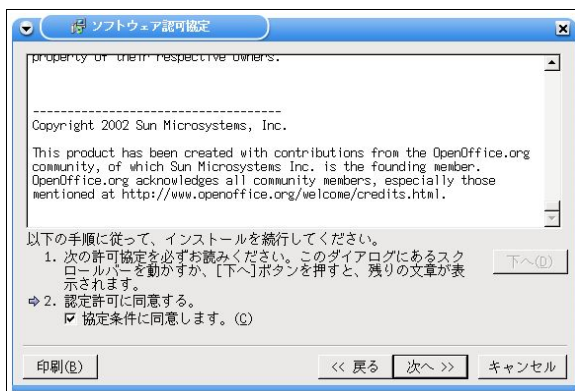 ソフトウェア認可協定
property of their respective owners.
---------------------------------
Copyright 2002 Sun Microsystems, Inc.
This product has been created with contributions from the OpenOffice.org
community, of which Sun Microsystems Inc. is the founding member.
OpenOffice.org acknowledges all community members, especially those
mentioned at http://www.openoffice.org/welcome/credits.html.
以下の手順に従って、インストールを続行してください。
1. 次の許可協定を必ずお読みください。このダイアログにあるスク
ロールバーを動かすか、[下へ]ボタンを押すと、残りの文章が表
示されます。
下へ(D)
2. 認定許可に同意する。
協定条件に同意します。(C)
印刷(B)
<< 戻る
次へ >>
キャンセル